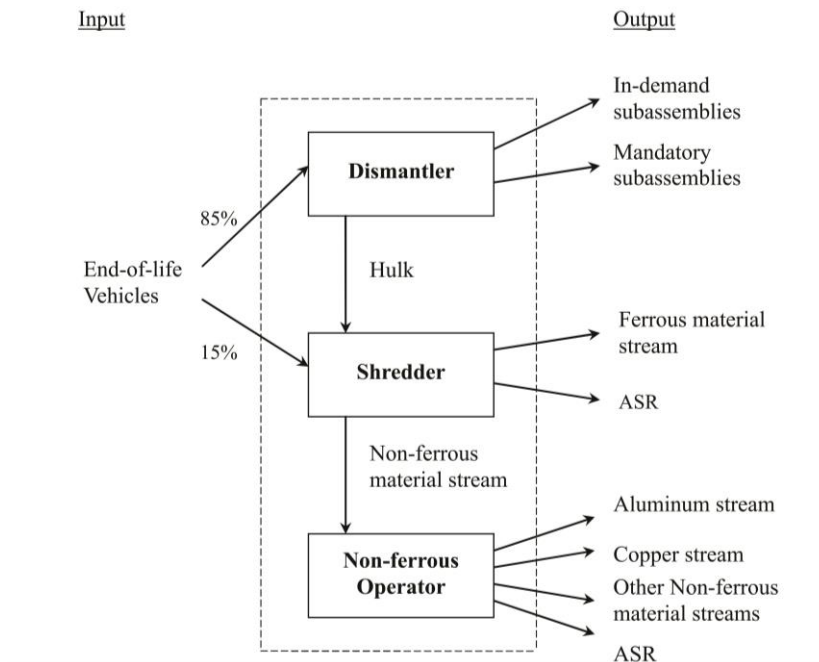 Input
Output
In-demand
subassemblies
Mandatory
subassemblies
Dismantler
85%
Hulk
End-of-life
Vehicles
15%
Ferrous material
stream
Shredder
ASR
Non-ferrous
material stream
Aluminum stream
Non-ferrous
Operator
Copper stream
Other Non-ferrous
material streams
ASR